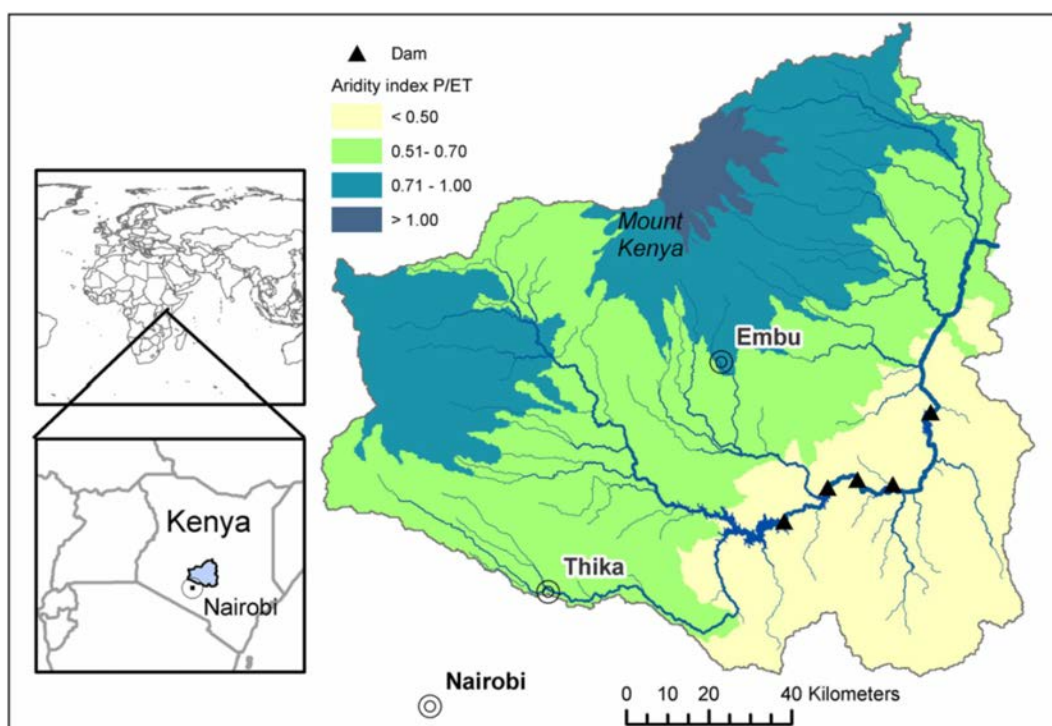 Dam
Aridity index P/ET
< 0.50
0.51- 0.70
0.71 - 1.00
> 1.00
Mount
Kenya
Embu
Thika
Nairobi
Kenya
Nairobi
0 10 20 40 Kilometers